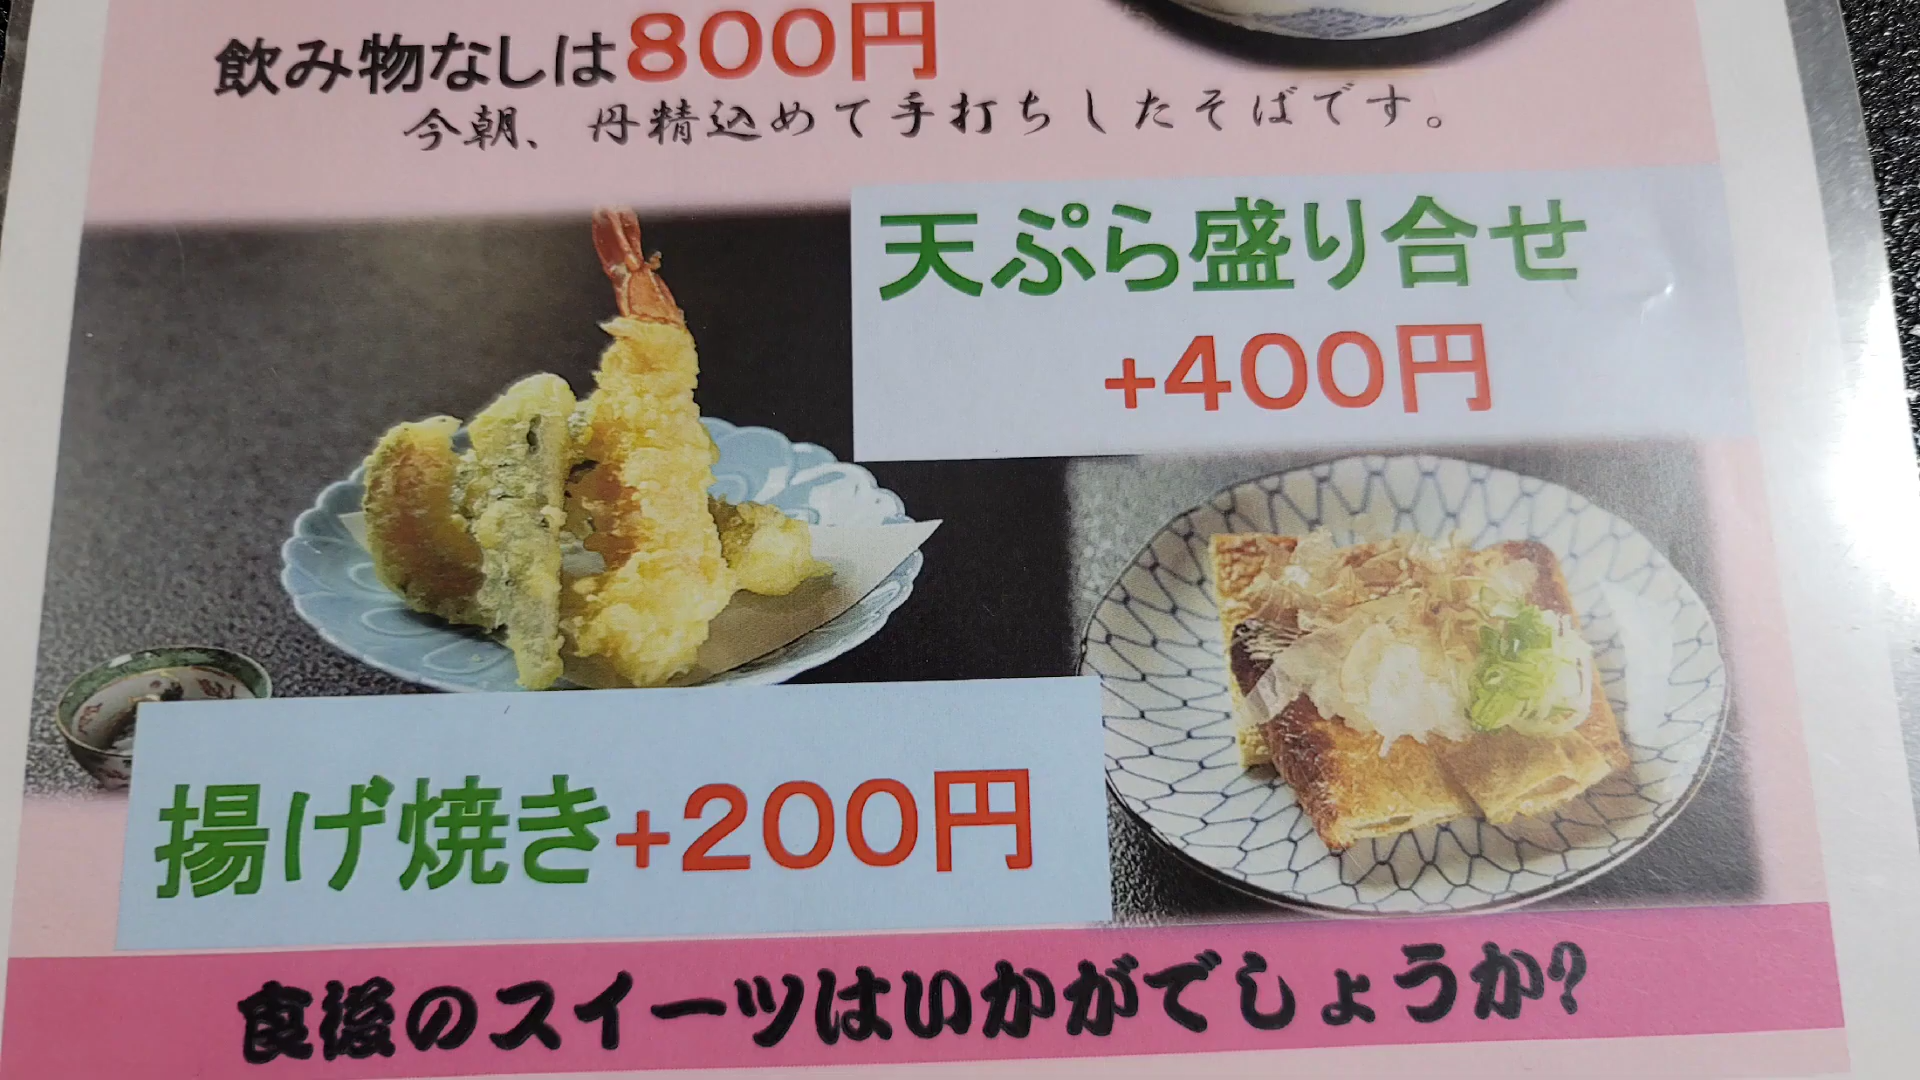 飲み物なしは800円
今朝、丹精込めて手打ちしたそばです。
天ぷら盛り合せ
+400円
揚げ焼き+200円
食後のスイーツはいかがでしょうか?